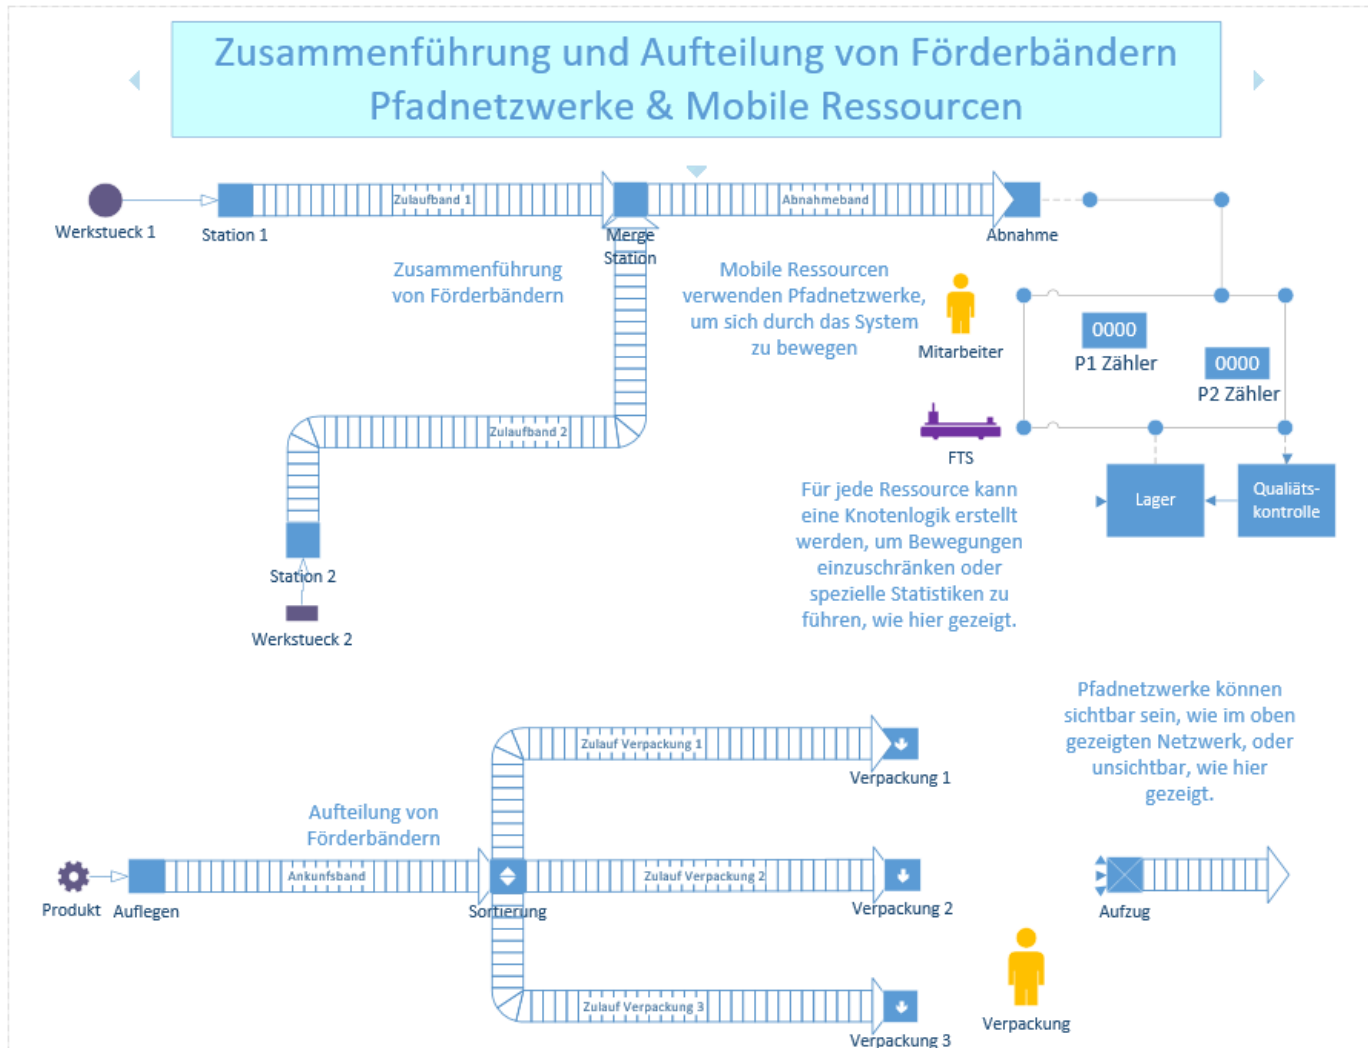 Zusammenführung und Aufteilung von Förderbändern
Pfadnetzwerke & Mobile Ressourcen
Werkstueck 1
Station 1
Zulaufband 1
Merge
Station
Abnahmeband
Abnahme
Zusammenführung
von Förderbändern
Mobile Ressourcen
verwenden Pfadnetzwerke,
um sich durch das System
zu bewegen
Mitarbeiter
0000
P1 Zähler
0000
P2 Zähler
Zulaufband 2
FTS
Lager
Qualiäts-
kontrolle
Für jede Ressource kann
eine Knotenlogik erstellt
werden, um Bewegungen
einzuschränken oder
spezielle Statistiken zu
führen, wie hier gezeigt.
Station 2
Werkstueck 2
Pfadnetzwerke können
sichtbar sein, wie im oben
gezeigten Netzwerk, oder
unsichtbar, wie hier
gezeigt.
Zulauf Verpackung 1
Verpackung 1
Aufteilung von
Förderbändern
Produkt
Auflegen
Ankunfsband
Sortierung
Zulauf Verpackung 2
Verpackung 2
Aufzug
Zulauf Verpackung 3
Verpackung 3
Verpackung